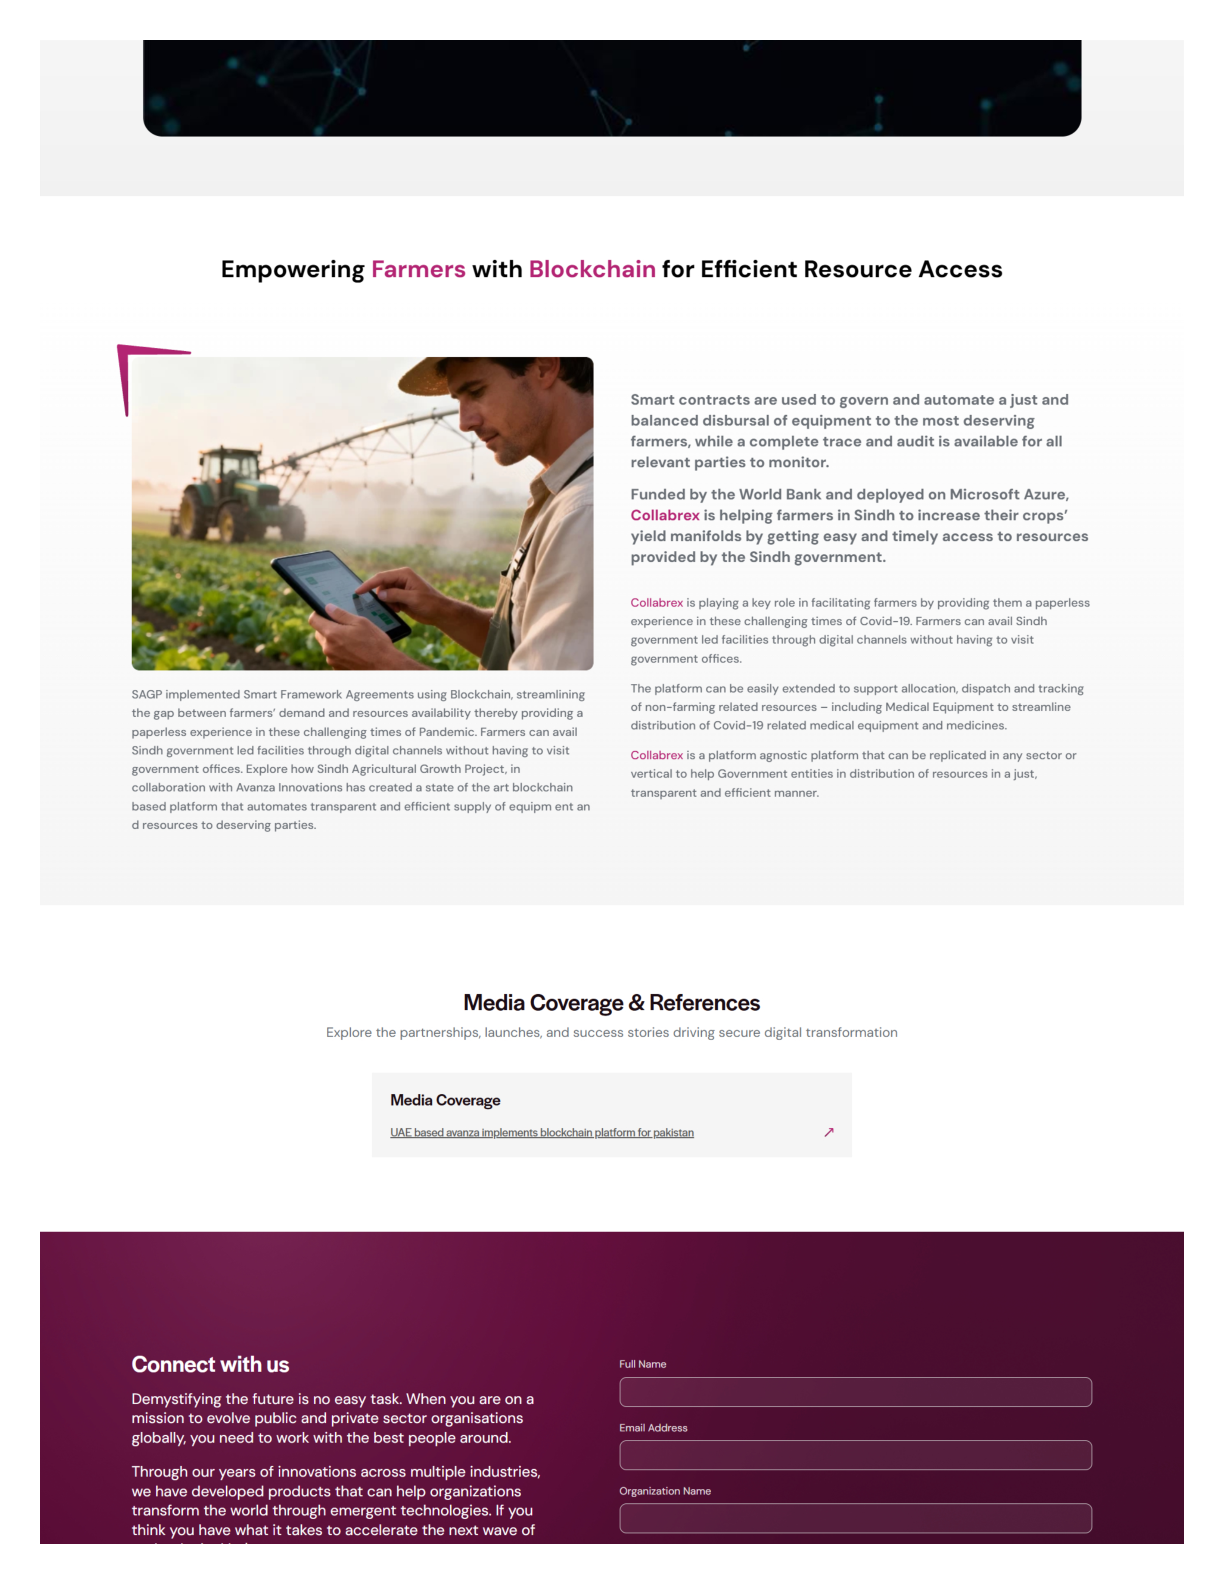 Empowering Farmers with Blockchain for Efficient Resource Access
SAGP implemented Smart Framework Agreements using Blockchain, streamlining
the gap between farmers' demand and resources availability thereby providing a
paperless experience in these challenging times of Pandemic. Farmers can avail
Sindh government led facilities through digital channels without having to visit
government offices. Explore how Sindh Agricultural Growth Project, in
collaboration with Avanza Innovations has created a state of the art blockchain
based platform that automates transparent and efficient supply of equipm ent an
d resources to deserving parties.
Smart contracts are used to govern and automate a just and
balanced disbursal of equipment to the most deserving
farmers, while a complete trace and audit is available for all
relevant parties to monitor.
Funded by the World Bank and deployed on Microsoft Azure,
Collabrex is helping farmers in Sindh to increase their crops'
yield manifolds by getting easy and timely access to resources
provided by the Sindh government.
Collabrex is playing a key role in facilitating farmers by providing them a paperless
experience in these challenging times of Covid-19. Farmers can avail Sindh
government led facilities through digital channels without having to visit
government offices.
The platform can be easily extended to support allocation, dispatch and tracking
of non-farming related resources – including Medical Equipment to streamline
distribution of Covid-19 related medical equipment and medicines.
Collabrex is a platform agnostic platform that can be replicated in any sector or
vertical to help Government entities in distribution of resources in a just,
transparent and efficient manner.
Media Coverage & References
Explore the partnerships, launches, and success stories driving secure digital transformation
Media Coverage
UAE based avanza implements blockchain platform for pakistan
Connect with us
Demystifying the future is no easy task. When you are on a
mission to evolve public and private sector organisations
globally, you need to work with the best people around.
Through our years of innovations across multiple industries,
we have developed products that can help organizations
transform the world through emergent technologies. If you
think you have what it takes to accelerate the next wave of
Full Name
Email Address
Organization Name